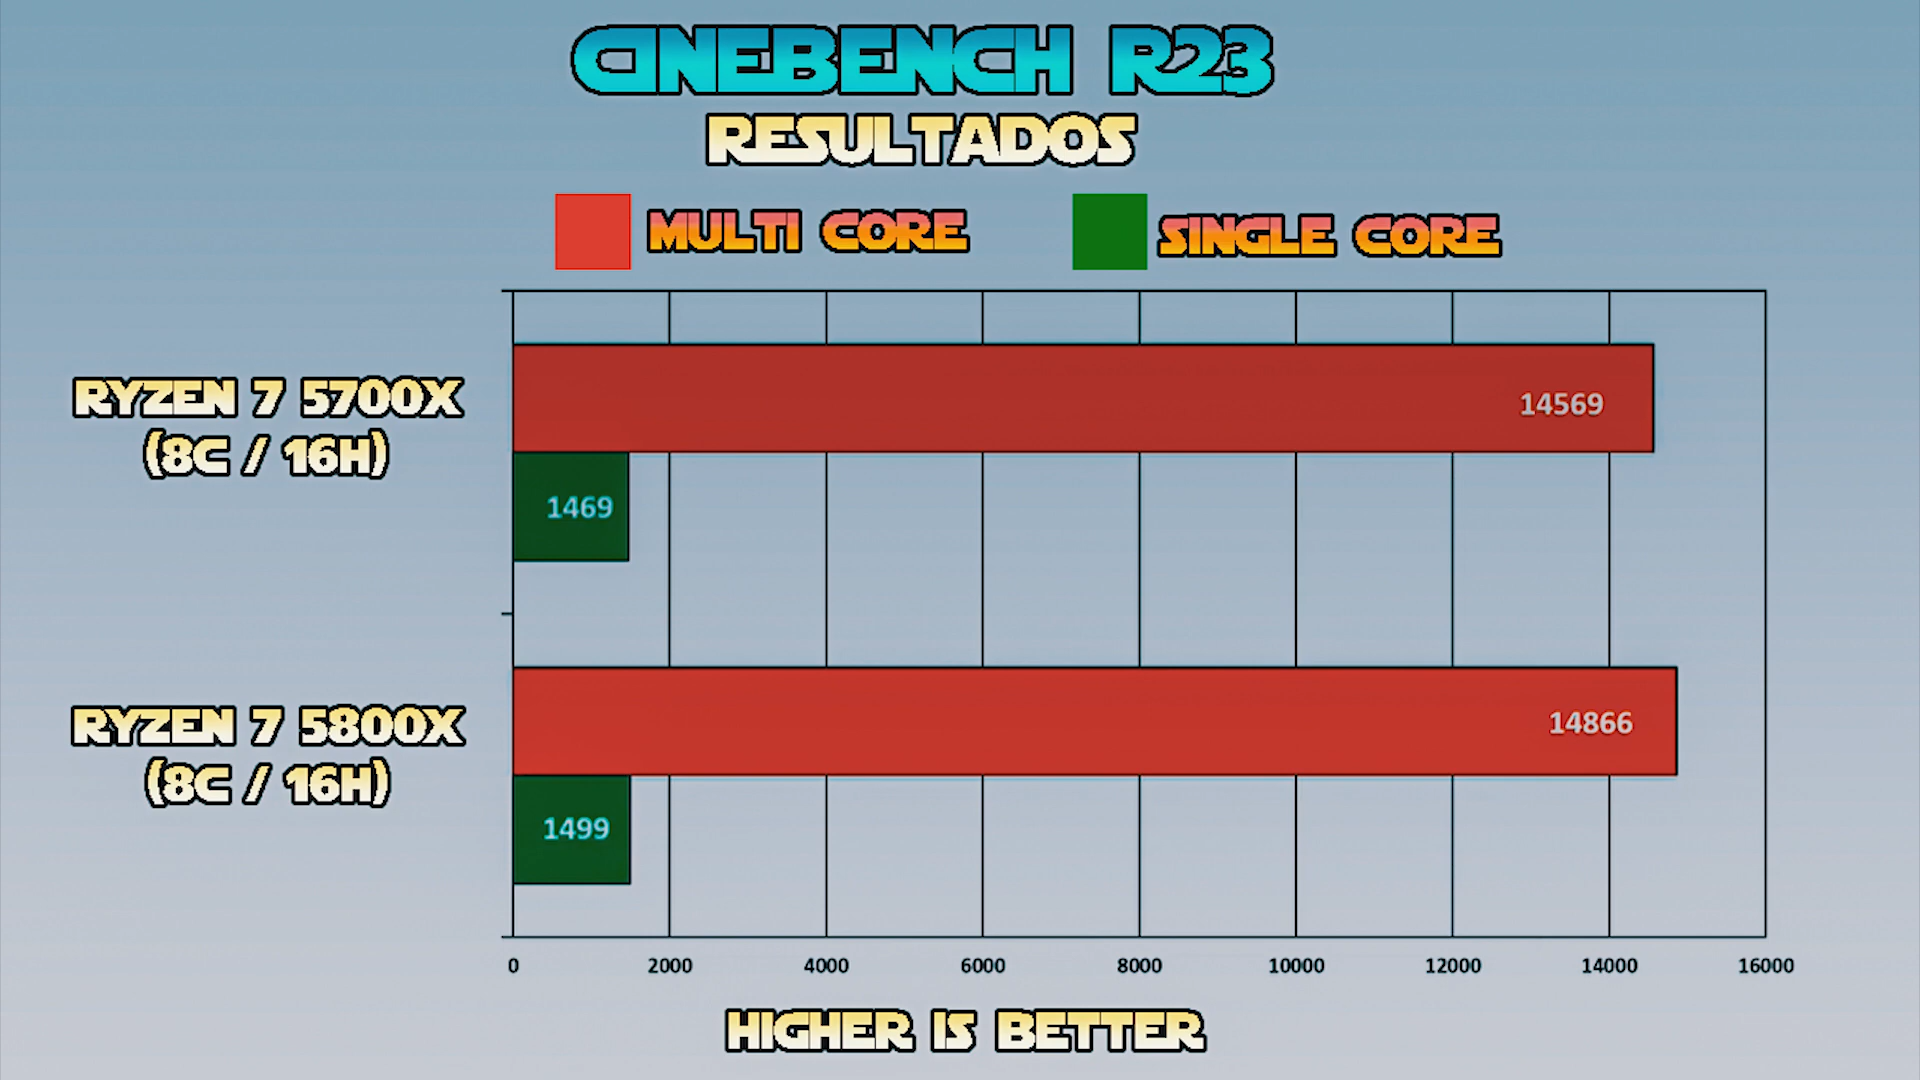 CINEBENCH R23
RESULTADOS
MULTI CORE
SINGLE CORE
RYZEN 7 5700X
(8C / 16H)
14569
1469
RYZEN 7 5800X
(8C / 16H)
14866
1499
0 2000 4000 6000 8000 10000 12000 14000 16000
HIGHER IS BETTER